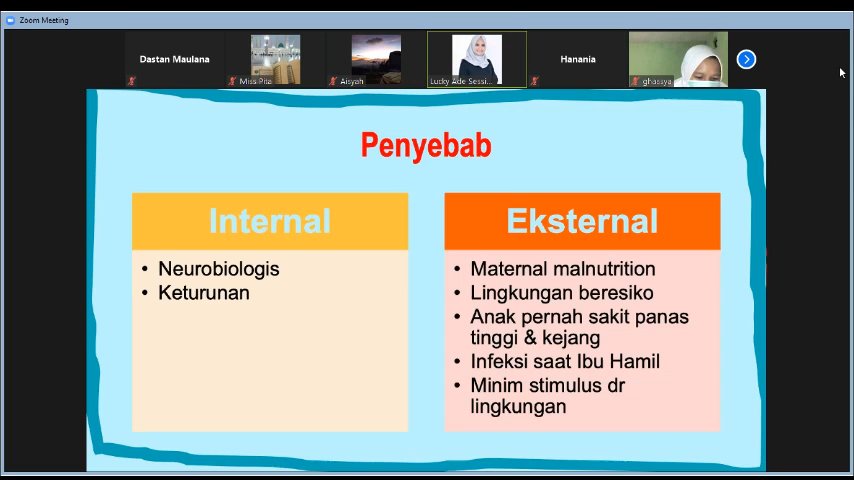 Zoom Meeting
Dastan Maulana
Miss Pita
Aisyah
Lucky Ade Sessi...
Hanania
ghassya
Penyebab
Internal
• Neurobiologis
• Keturunan
Eksternal
• Maternal malnutrition
• Lingkungan beresiko
• Anak pernah sakit panas
tinggi & kejang
• Infeksi saat Ibu Hamil
• Minim stimulus dr
lingkungan